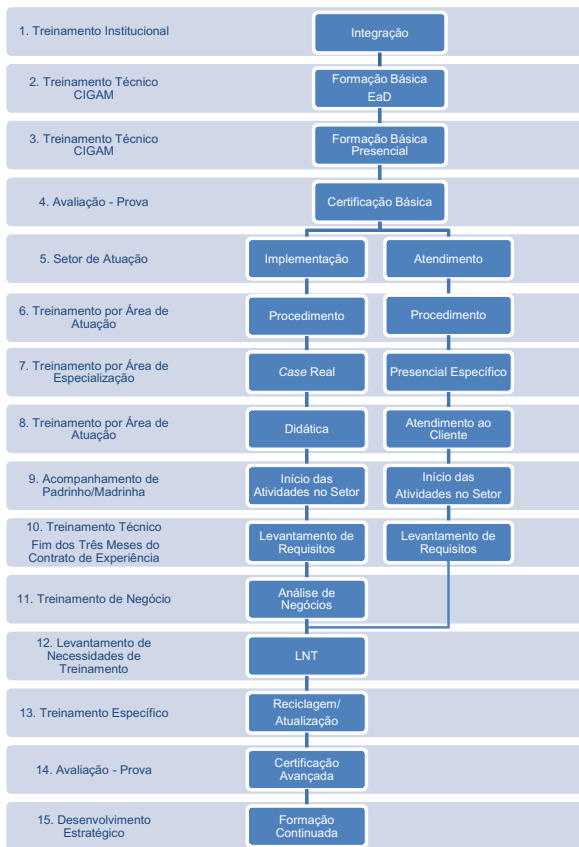 1. Treinamento Institucional
Integração
2. Treinamento Técnico
CIGAM
Formação Básica
EaD
3. Treinamento Técnico
CIGAM
Formação Básica
Presencial
4. Avaliação - Prova
Certificação Básica
5. Setor de Atuação
Implementação
Atendimento
6. Treinamento por Área de
Atuação
Procedimento
Procedimento
7. Treinamento por Área de
Especialização
Case Real
Presencial Específico
8. Treinamento por Área de
Atuação
Didática
Atendimento ao
Cliente
9. Acompanhamento de
Padrinho/Madrinha
Início das
Atividades no Setor
Início das
Atividades no Setor
10. Treinamento Técnico
Fim dos Três Meses do
Contrato de Experiência
Levantamento de
Requisitos
Levantamento de
Requisitos
11. Treinamento de Negócio
Análise de
Negócios
12. Levantamento de
Necessidades de
Treinamento
LNT
13. Treinamento Específico
Reciclagem/
Atualização
14. Avaliação - Prova
Certificação
Avançada
15. Desenvolvimento
Estratégico
Formação
Continuada